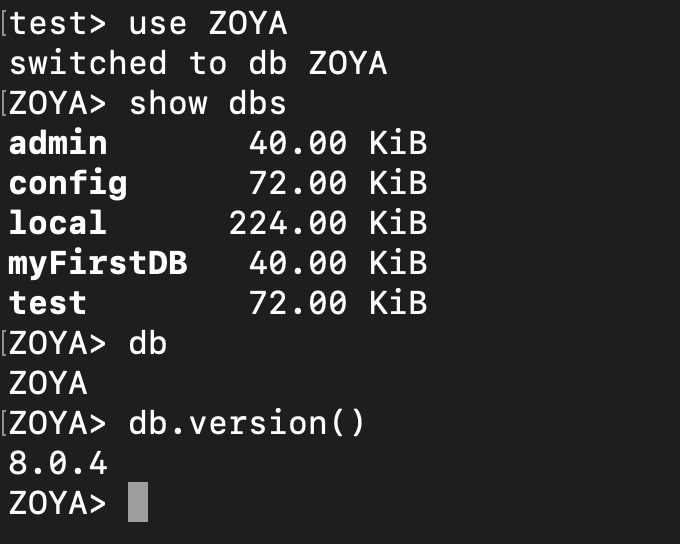 [test> use ZOYA
switched to db ZOYA
[ZOYA> show dbs
admin       40.00 KiB
config      72.00 KiB
local      224.00 KiB
myFirstDB   40.00 KiB
test        72.00 KiB
[ZOYA> db
ZOYA
[ZOYA> db.version()
8.0.4
ZOYA>